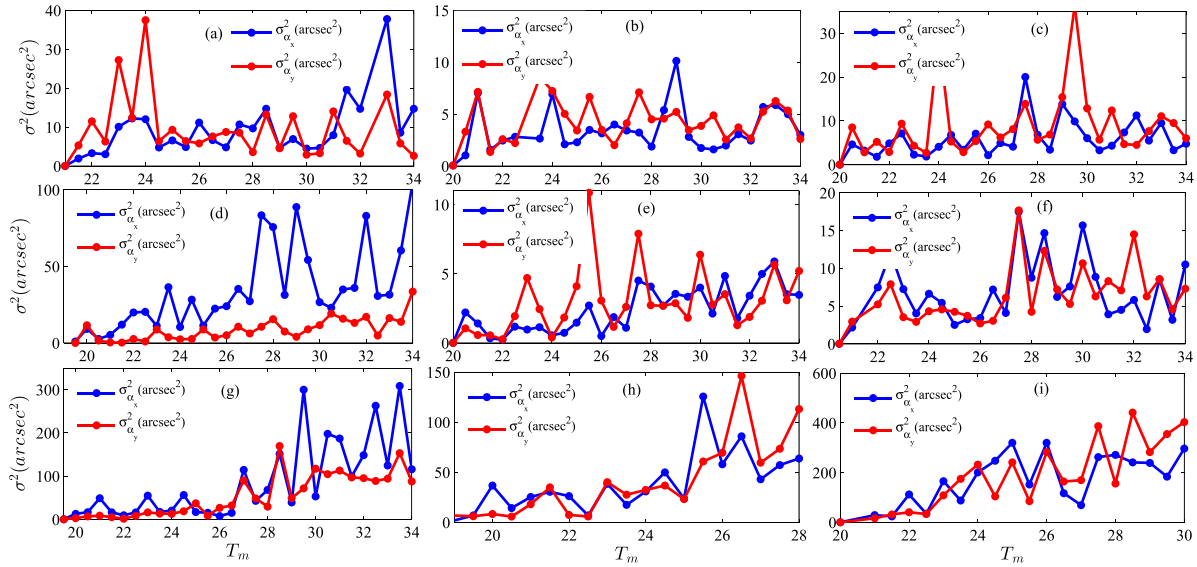 (a)
σ²αx(arcsec²)
σ²αy(arcsec²)
σ²(arcsec²)
40
30
20
10
0
22 24 26 28 30 32 34
(b)
σ²αx(arcsec²)
σ²αy(arcsec²)
15
10
5
0
20 22 24 26 28 30 32 34
(c)
σ²αx(arcsec²)
σ²αy(arcsec²)
30
20
10
0
20 22 24 26 28 30 32 34
(d)
σ²αx(arcsec²)
σ²αy(arcsec²)
σ²(arcsec²)
100
50
0
20 22 24 26 28 30 32 34
(e)
σ²αx(arcsec²)
σ²αy(arcsec²)
10
5
0
20 22 24 26 28 30 32 34
(f)
σ²αx(arcsec²)
σ²αy(arcsec²)
20
15
10
5
0
20 22 24 26 28 30 32 34
(g)
σ²αx(arcsec²)
σ²αy(arcsec²)
σ²(arcsec²)
300
200
100
0
20 22 24 26 28 30 32 34
Tm
(h)
σ²αx(arcsec²)
σ²αy(arcsec²)
150
100
50
0
20 22 24 26 28
Tm
(i)
σ²αx(arcsec²)
σ²αy(arcsec²)
600
400
200
0
20 22 24 26 28 30
Tm